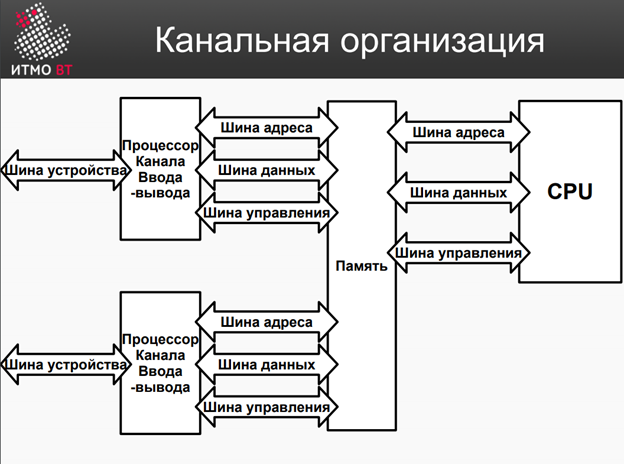 ИТМО ВТ
Канальная организация
Процессор
Канала
Ввода
-вывода
Шина устройства
Шина адреса
Шина данных
Шина управления
Память
Шина адреса
Шина данных
Шина управления
CPU
Процессор
Канала
Ввода
-вывода
Шина устройства
Шина адреса
Шина данных
Шина управления